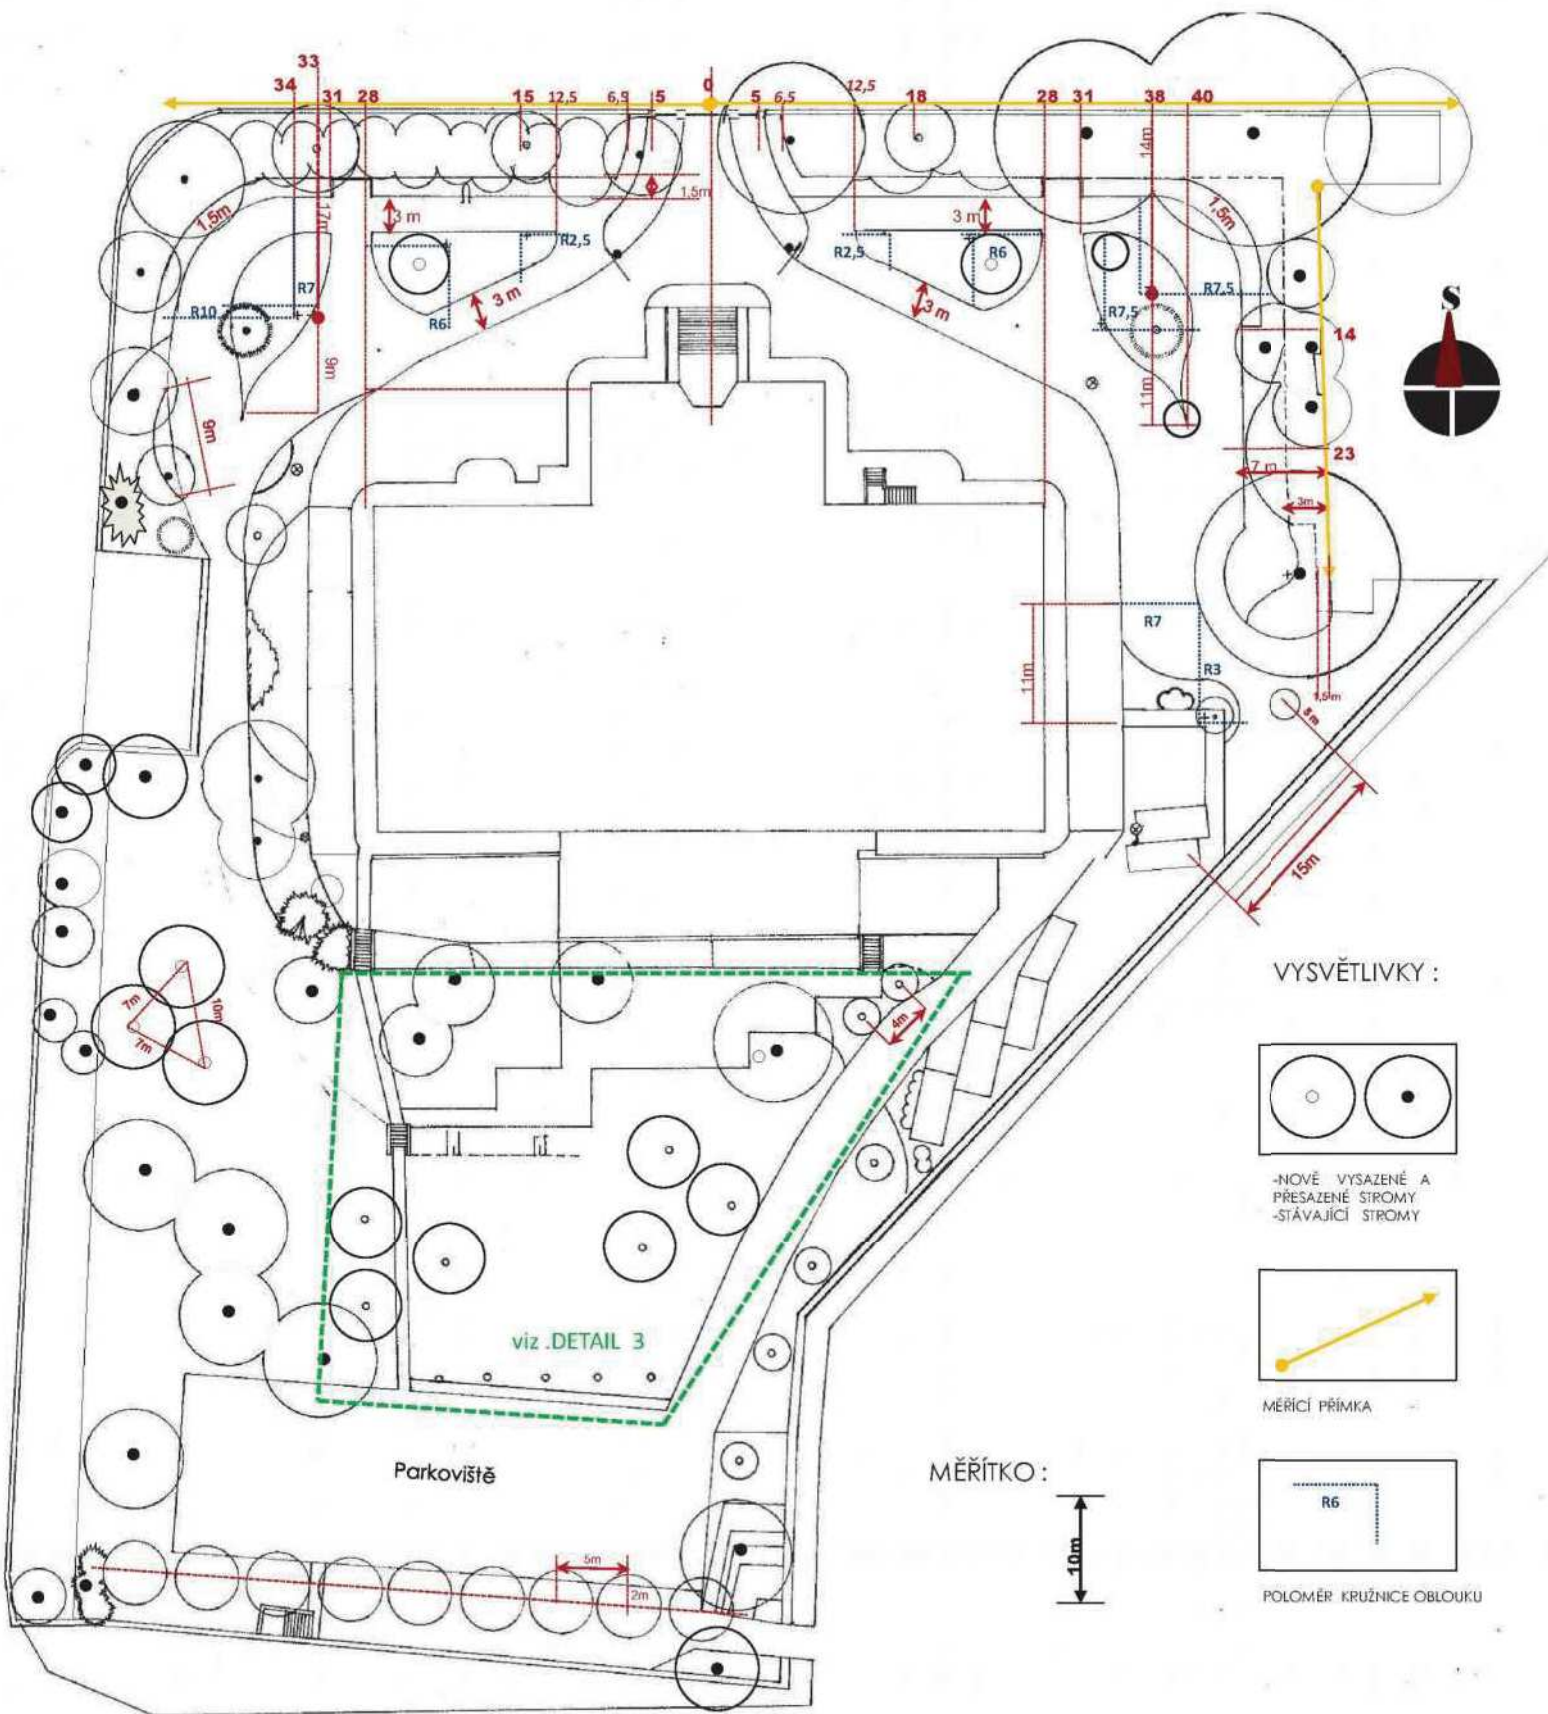 33
34
31 28 15 12,5 6,5 5 0 5 6,5 12,5 18 28 31 38 40
14m
1,5m
1,5m
17m
3 m
3 m
1,5m
R2,5
R2,5
R6
R7
R10
R6
3 m
3 m
R7,5
R7,5
S
14
9m
11m
9m
23
7 m
3m
R7
R3
11m
1,5m
5 m
15m
7m
10m
7m
4m
VYSVĚTLIVKY :
-NOVĚ VYSAZENÉ A
PŘESAZENÉ STROMY
-STÁVAJÍCÍ STROMY
viz .DETAIL 3
MĚŘÍCÍ PŘÍMKA
Parkoviště
MĚŘÍTKO :
10m
R6
POLOMĚR KRUŽNICE OBLOUKU
5m
2m